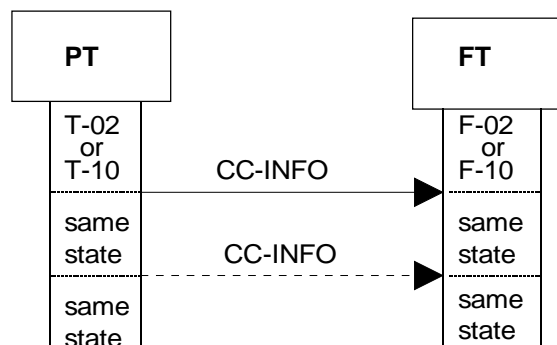 PT
FT
T-02
or
T-10
F-02
or
F-10
CC-INFO
same
state
same
state
CC-INFO
same
state
same
state